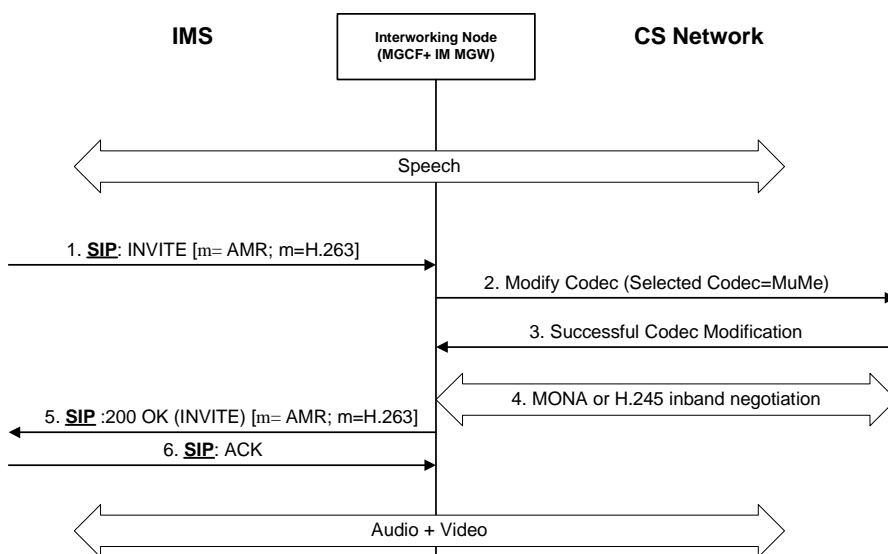 IMS
Interworking Node
(MGCF+ IM MGW)
CS Network
Speech
1. SIP: INVITE [m= AMR; m=H.263]
2. Modify Codec (Selected Codec=MuMe)
3. Successful Codec Modification
4. MONA or H.245 inband negotiation
5. SIP :200 OK (INVITE) [m= AMR; m=H.263]
6. SIP: ACK
Audio + Video